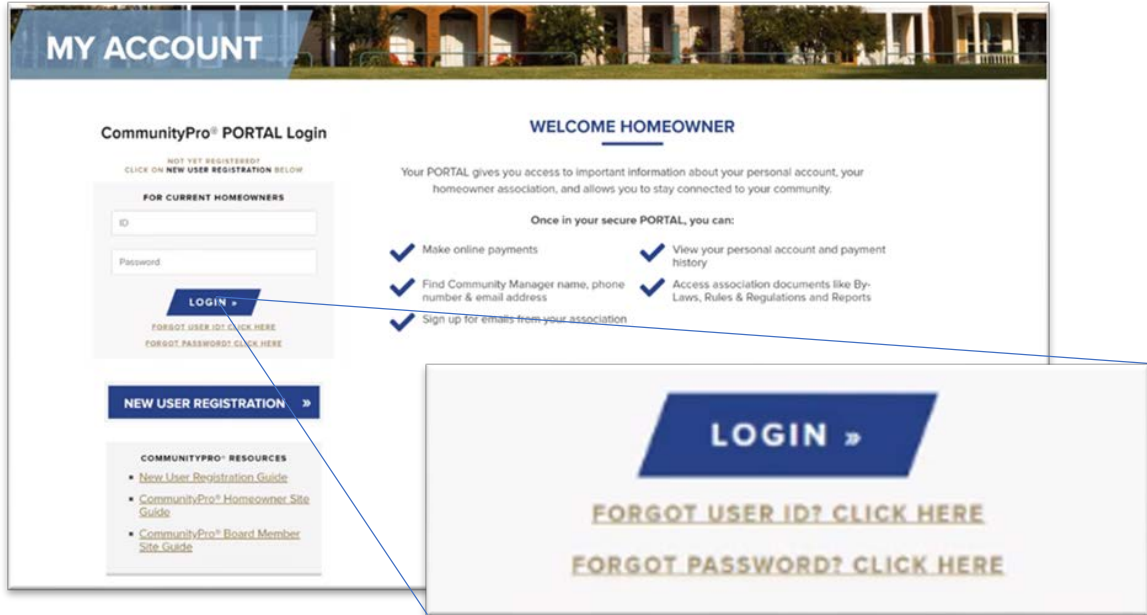 MY ACCOUNT
CommunityPro® PORTAL Login
NOT YET REGISTERED?
CLICK ON NEW USER REGISTRATION BELOW
FOR CURRENT HOMEOWNERS
ID
Password
LOGIN »
FORGOT USER ID? CLICK HERE
FORGOT PASSWORD? CLICK HERE
NEW USER REGISTRATION »
COMMUNITYPRO® RESOURCES
▪ New User Registration Guide
▪ CommunityPro® Homeowner Site
Guide
▪ CommunityPro® Board Member
Site Guide
WELCOME HOMEOWNER
Your PORTAL gives you access to important information about your personal account, your
homeowner association, and allows you to stay connected to your community.
Once in your secure PORTAL, you can:
Make online payments
Find Community Manager name, phone
number & email address
Sign up for emails from your association
View your personal account and payment
history
Access association documents like By-
Laws, Rules & Regulations and Reports
LOGIN »
FORGOT USER ID? CLICK HERE
FORGOT PASSWORD? CLICK HERE